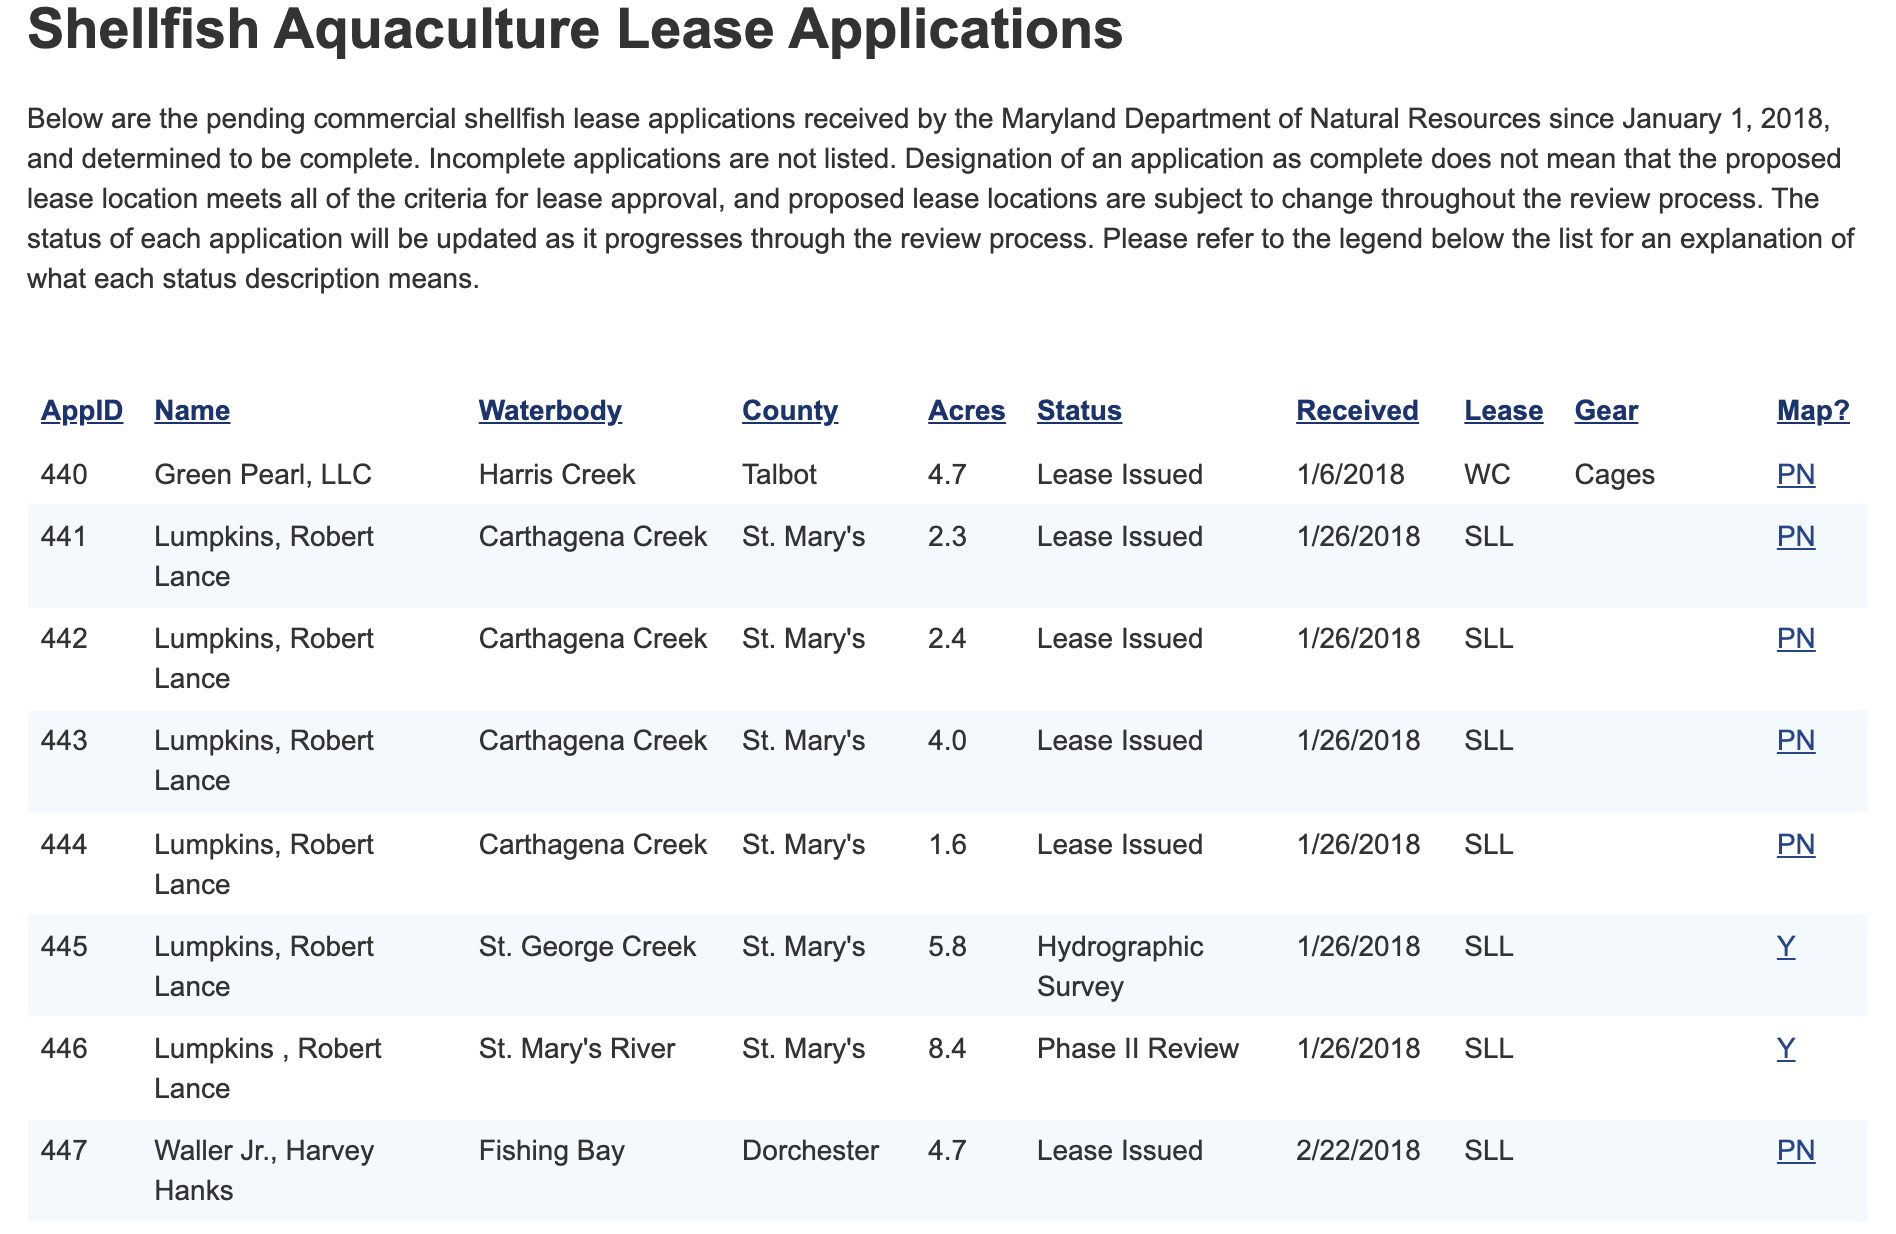 Shellfish Aquaculture Lease Applications
Below are the pending commercial shellfish lease applications received by the Maryland Department of Natural Resources since January 1, 2018,
and determined to be complete. Incomplete applications are not listed. Designation of an application as complete does not mean that the proposed
lease location meets all of the criteria for lease approval, and proposed lease locations are subject to change throughout the review process. The
status of each application will be updated as it progresses through the review process. Please refer to the legend below the list for an explanation of
what each status description means.
AppID Name Waterbody County Acres Status Received Lease Gear Map?
440 Green Pearl, LLC Harris Creek Talbot 4.7 Lease Issued 1/6/2018 WC Cages PN
441 Lumpkins, Robert Carthagena Creek St. Mary's 2.3 Lease Issued 1/26/2018 SLL PN
Lance
442 Lumpkins, Robert Carthagena Creek St. Mary's 2.4 Lease Issued 1/26/2018 SLL PN
Lance
443 Lumpkins, Robert Carthagena Creek St. Mary's 4.0 Lease Issued 1/26/2018 SLL PN
Lance
444 Lumpkins, Robert Carthagena Creek St. Mary's 1.6 Lease Issued 1/26/2018 SLL PN
Lance
445 Lumpkins, Robert St. George Creek St. Mary's 5.8 Hydrographic 1/26/2018 SLL Y
Lance Survey
446 Lumpkins , Robert St. Mary's River St. Mary's 8.4 Phase II Review 1/26/2018 SLL Y
Lance
447 Waller Jr., Harvey Fishing Bay Dorchester 4.7 Lease Issued 2/22/2018 SLL PN
Hanks